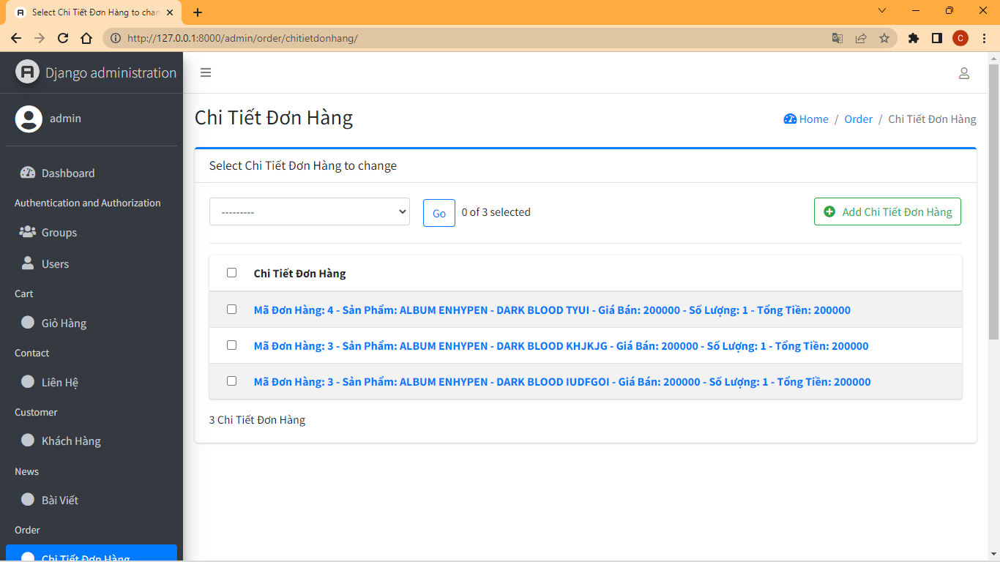 Select Chi Tiết Đơn Hàng to chan
http://127.0.0.1:8000/admin/order/chitietdonhang/
C
Django administration
admin
Dashboard
Authentication and Authorization
Groups
Users
Cart
Giỏ Hàng
Contact
Liên Hệ
Customer
Khách Hàng
News
Bài Viết
Order
Chi Tiết Đơn Hàng
Chi Tiết Đơn Hàng
Home / Order / Chi Tiết Đơn Hàng
Select Chi Tiết Đơn Hàng to change
---------
Go
0 of 3 selected
Add Chi Tiết Đơn Hàng
Chi Tiết Đơn Hàng
Mã Đơn Hàng: 4 - Sản Phẩm: ALBUM ENHYPEN - DARK BLOOD TYUI - Giá Bán: 200000 - Số Lượng: 1 - Tổng Tiền: 200000
Mã Đơn Hàng: 3 - Sản Phẩm: ALBUM ENHYPEN - DARK BLOOD KHJKJG - Giá Bán: 200000 - Số Lượng: 1 - Tổng Tiền: 200000
Mã Đơn Hàng: 3 - Sản Phẩm: ALBUM ENHYPEN - DARK BLOOD IUDFGOI - Giá Bán: 200000 - Số Lượng: 1 - Tổng Tiền: 200000
3 Chi Tiết Đơn Hàng